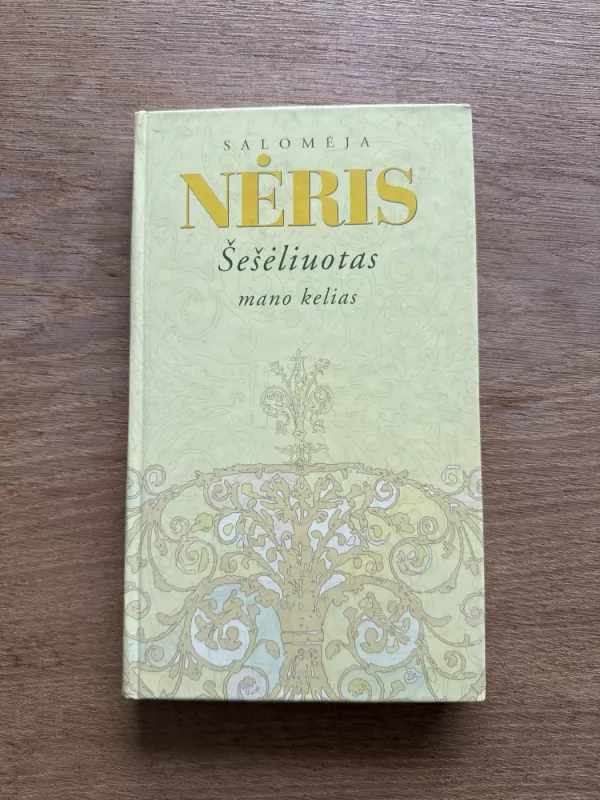 SALOMĖJA
NĖRIS
Šešėliuotas
mano kelias